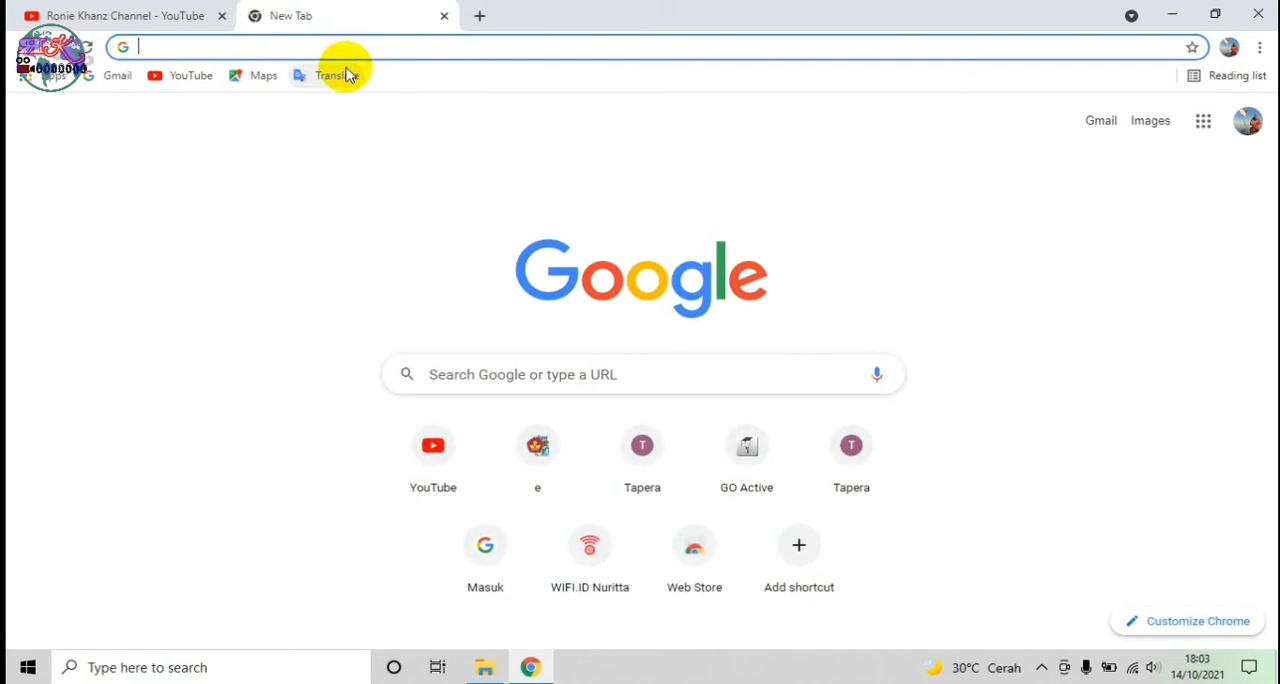 Ronie Khanz Channel - YouTube
New Tab
Apps
Gmail
YouTube
Maps
Translate
Reading list
Gmail
Images
Google
Search Google or type a URL
YouTube
e
T
Tapera
GO Active
T
Tapera
Masuk
WIFI.ID Nuritta
Web Store
Add shortcut
Customize Chrome
Type here to search
30°C Cerah
18:03
14/10/2021